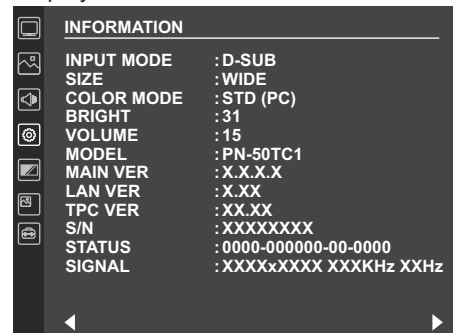 INFORMATION
INPUT MODE : D-SUB
SIZE : WIDE
COLOR MODE : STD (PC)
BRIGHT : 31
VOLUME : 15
MODEL : PN-50TC1
MAIN VER : X.X.X.X
LAN VER : X.XX
TPC VER : XX.XX
S/N : XXXXXXXX
STATUS : 0000-000000-00-0000
SIGNAL : XXXXxXXXX XXXKHz XXHz